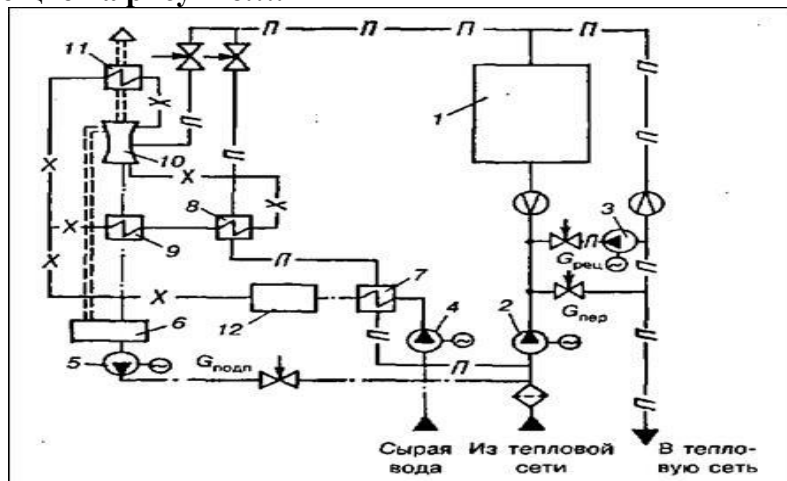 11
П П П П
1
П
10
П
Х
Х
Х
П
П
8
3
Х
9
П
П
Gрец
Х
7
Gпер
Х
12
4
2
6
П
П
5
Gподп
П
П
Сырая вода
Из тепловой сети
В тепло-
вую сеть